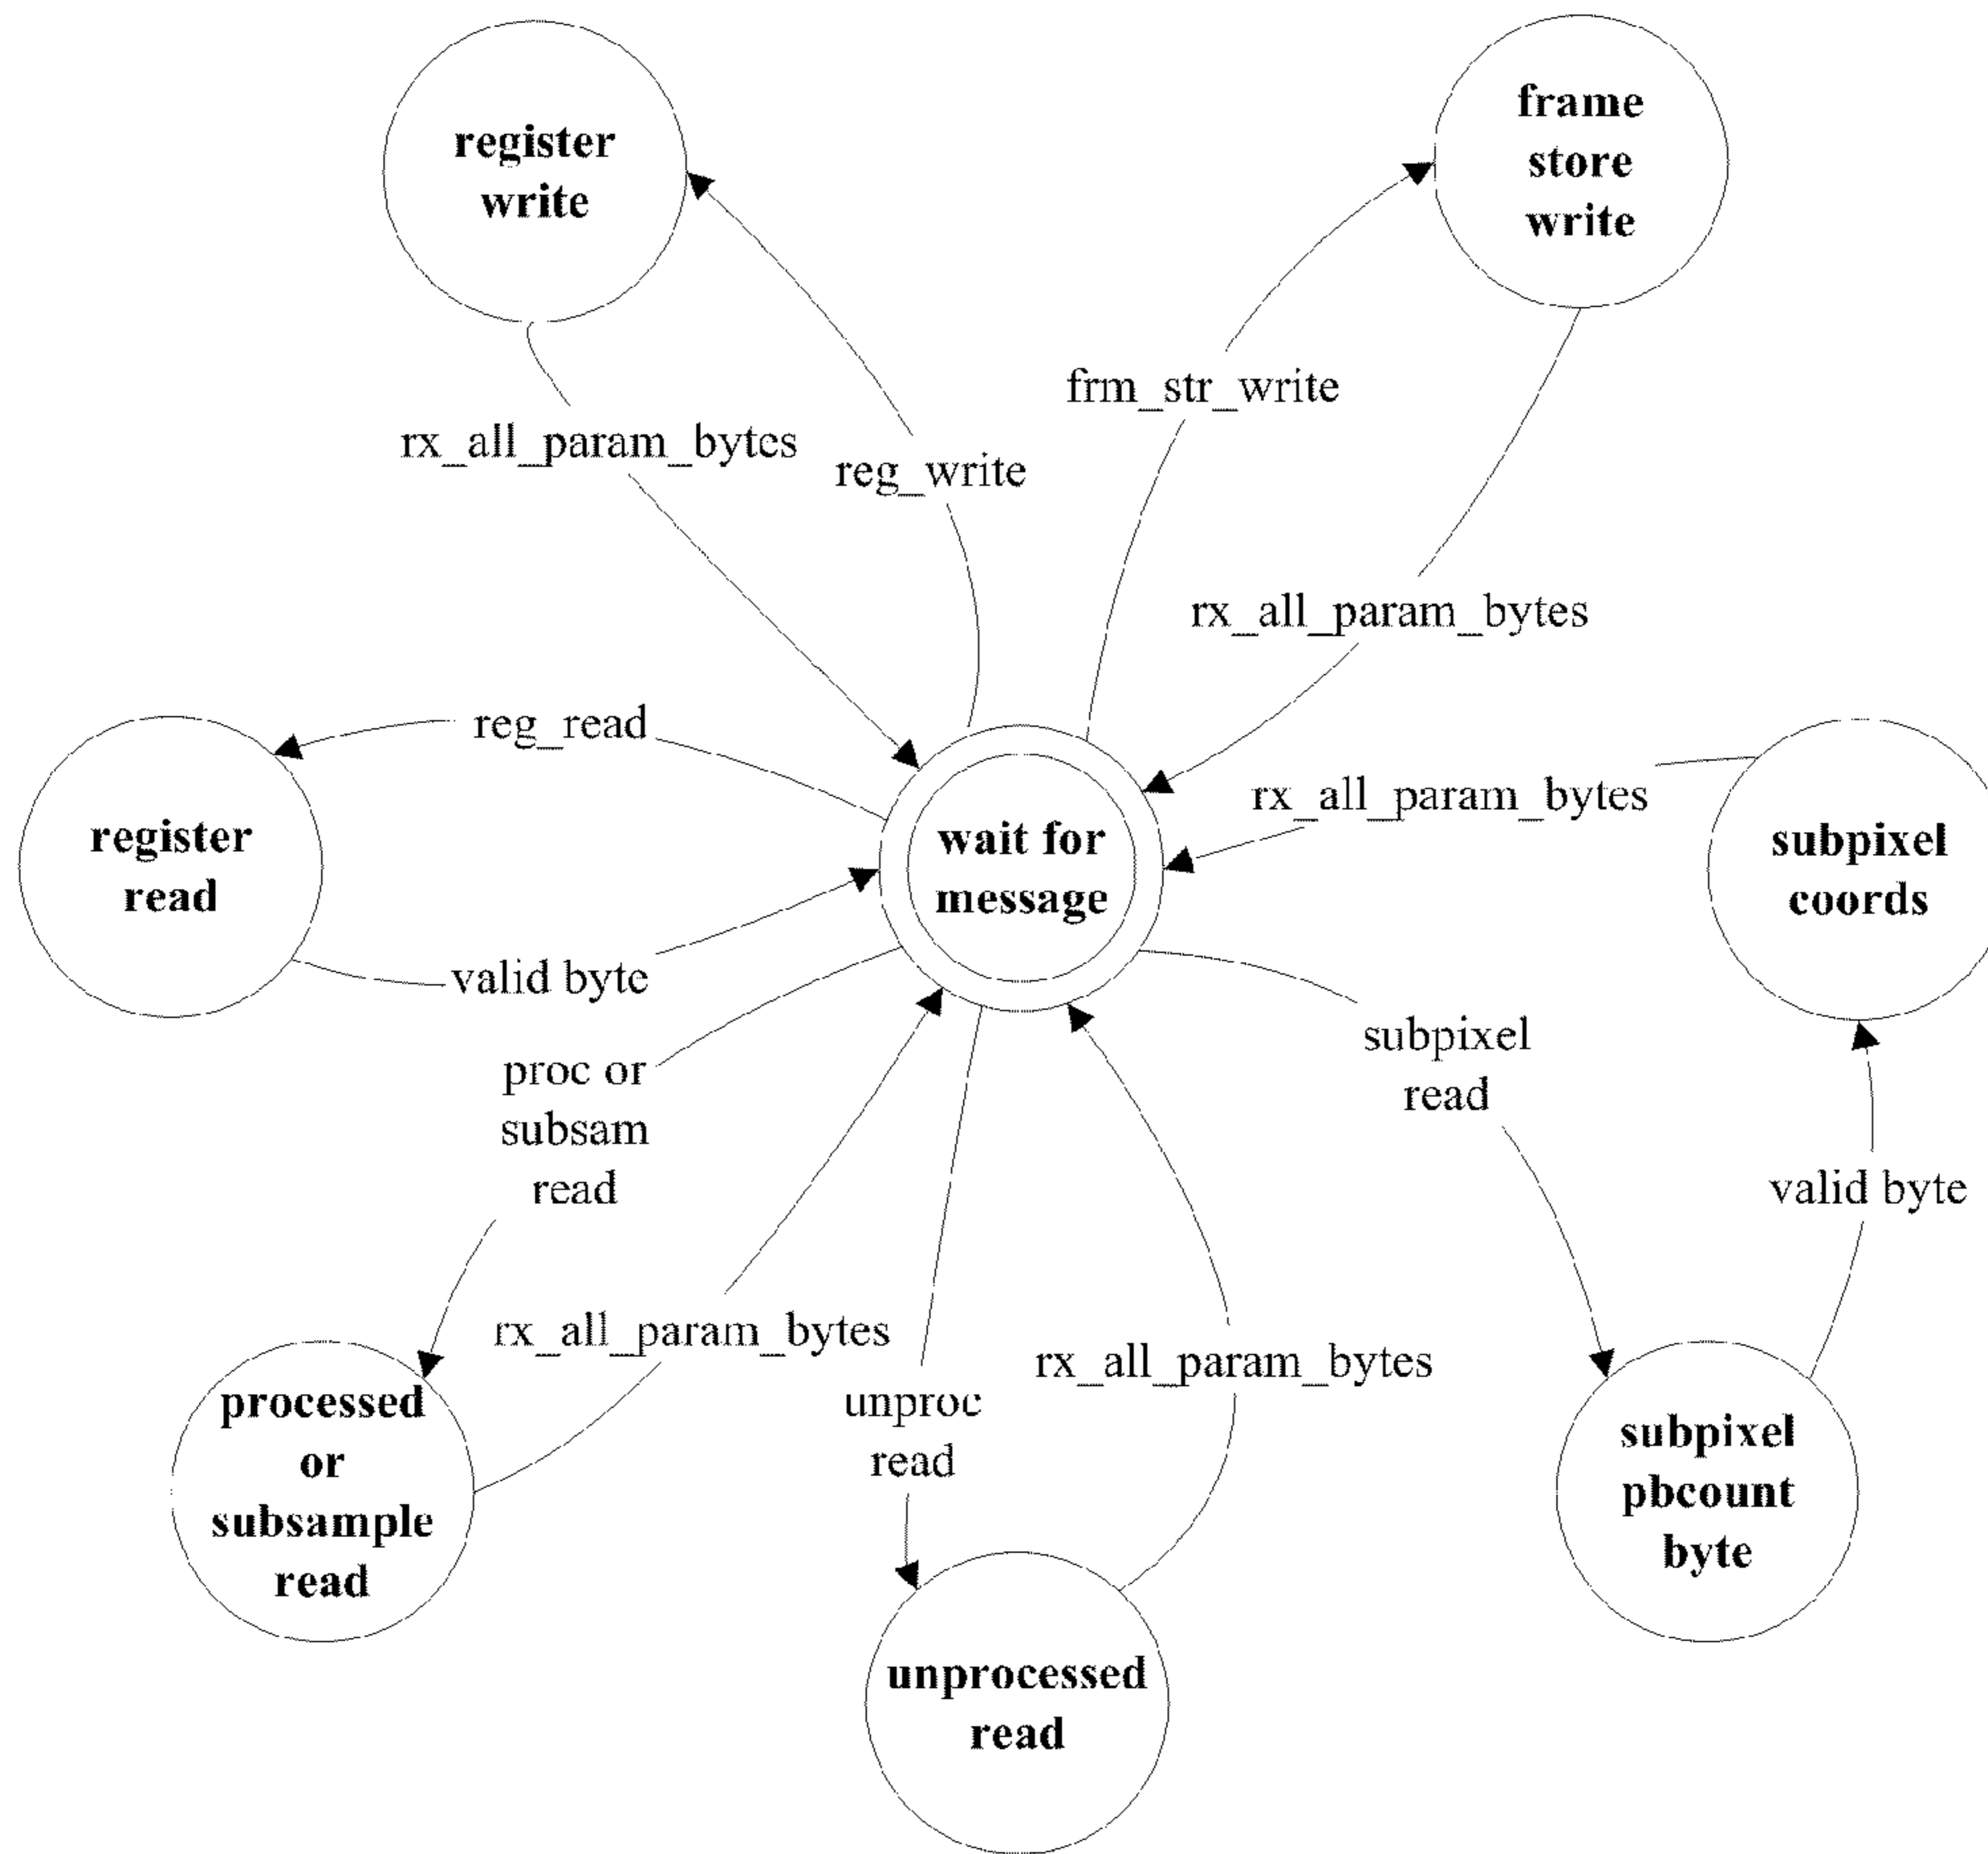 register
write
frame
store
write
frm_str_write
rx_all_param_bytes
reg_write
rx_all_param_bytes
reg_read
rx_all_param_bytes
register
read
wait for
message
subpixel
coords
valid byte
subpixel
read
proc or
subsam
read
valid byte
rx_all_param_bytes
rx_all_param_bytes
unproc
read
processed
or
subsample
read
subpixel
pbcount
byte
unprocessed
read